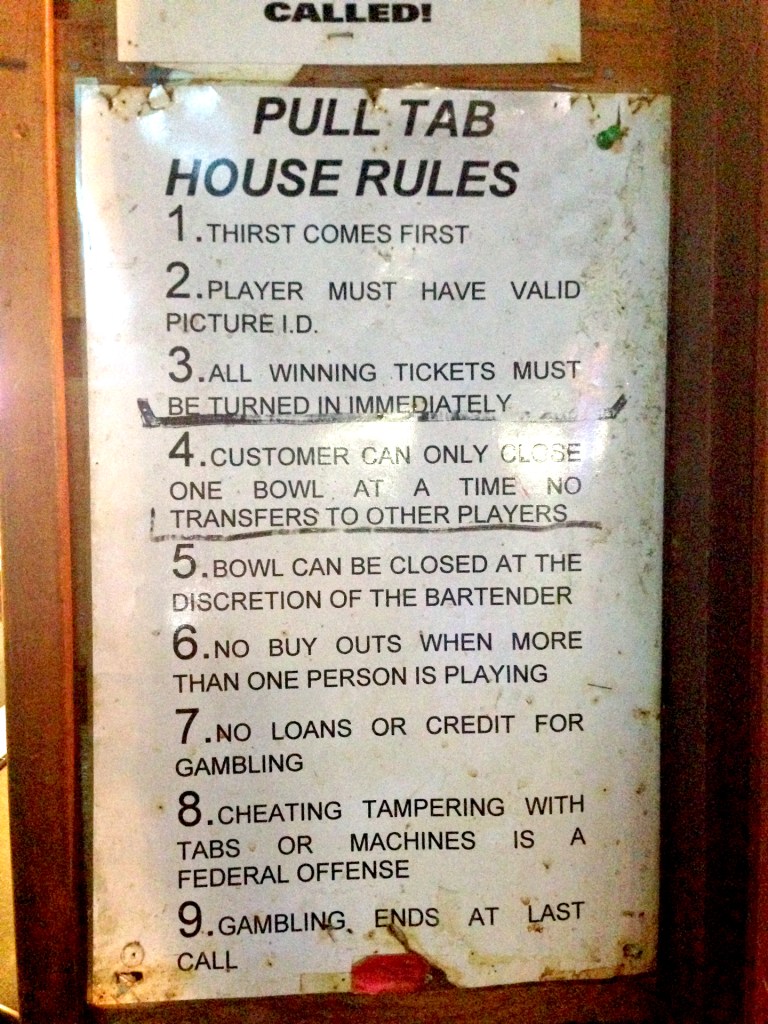 CALLED!
PULL TAB
HOUSE RULES
1.THIRST COMES FIRST
2.PLAYER MUST HAVE VALID
PICTURE I.D.
3.ALL WINNING TICKETS MUST
BE TURNED IN IMMEDIATELY
4.CUSTOMER CAN ONLY CLOSE
ONE BOWL AT A TIME NO
TRANSFERS TO OTHER PLAYERS
5.BOWL CAN BE CLOSED AT THE
DISCRETION OF THE BARTENDER
6.NO BUY OUTS WHEN MORE
THAN ONE PERSON IS PLAYING
7.NO LOANS OR CREDIT FOR
GAMBLING
8.CHEATING TAMPERING WITH
TABS OR MACHINES IS A
FEDERAL OFFENSE
9.GAMBLING ENDS AT LAST
CALL